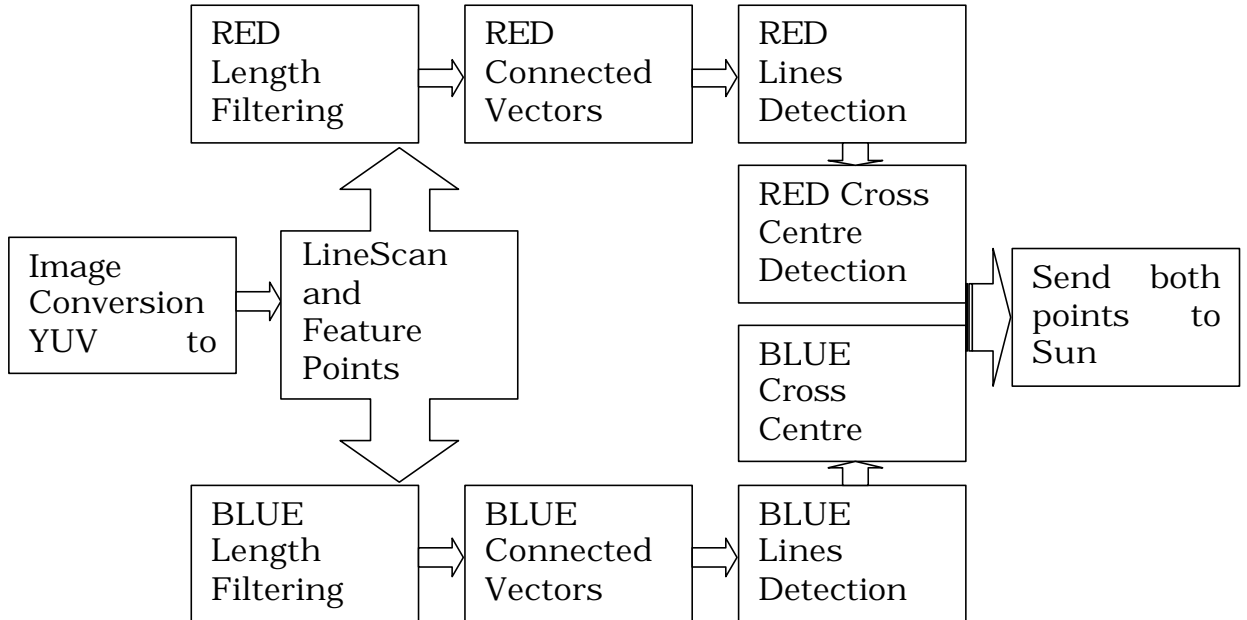 RED
Length
Filtering
RED
Connected
Vectors
RED
Lines
Detection
RED Cross
Centre
Detection
Image
Conversion
YUV to
LineScan
and
Feature
Points
Send both
points to
Sun
BLUE
Cross
Centre
BLUE
Length
Filtering
BLUE
Connected
Vectors
BLUE
Lines
Detection